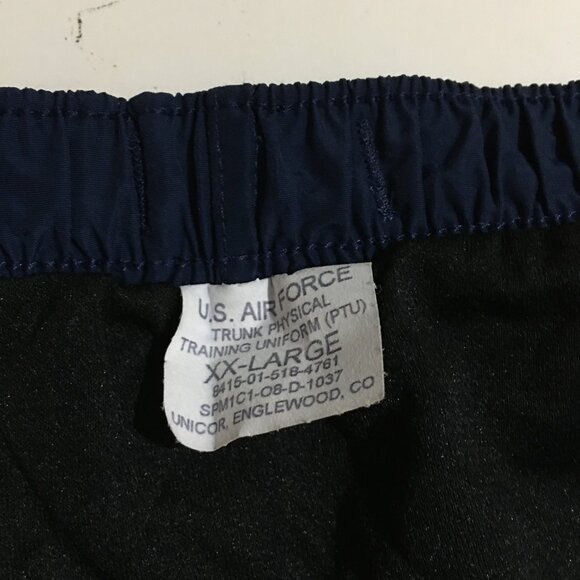 U.S. AIR FORCE
TRUNK PHYSICAL
TRAINING UNIFORM (PTU)
XX-LARGE
8415-01-518-4761
SPM1C1-08-D-1037
UNICOR, ENGLEWOOD, CO